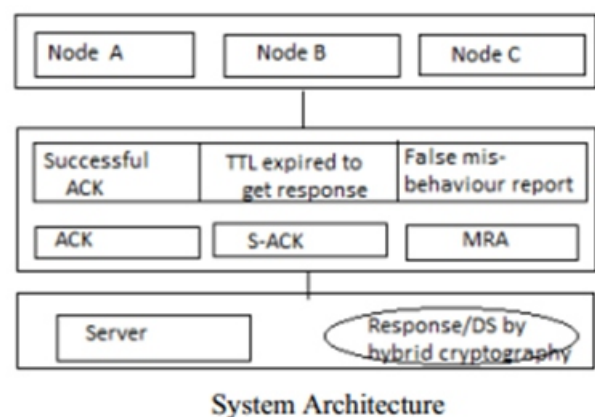 Node A
Node B
Node C
Successful
ACK
TTL expired to
get response
False mis-
behaviour report
ACK
S-ACK
MRA
Server
Response/DS by
hybrid cryptography
System Architecture